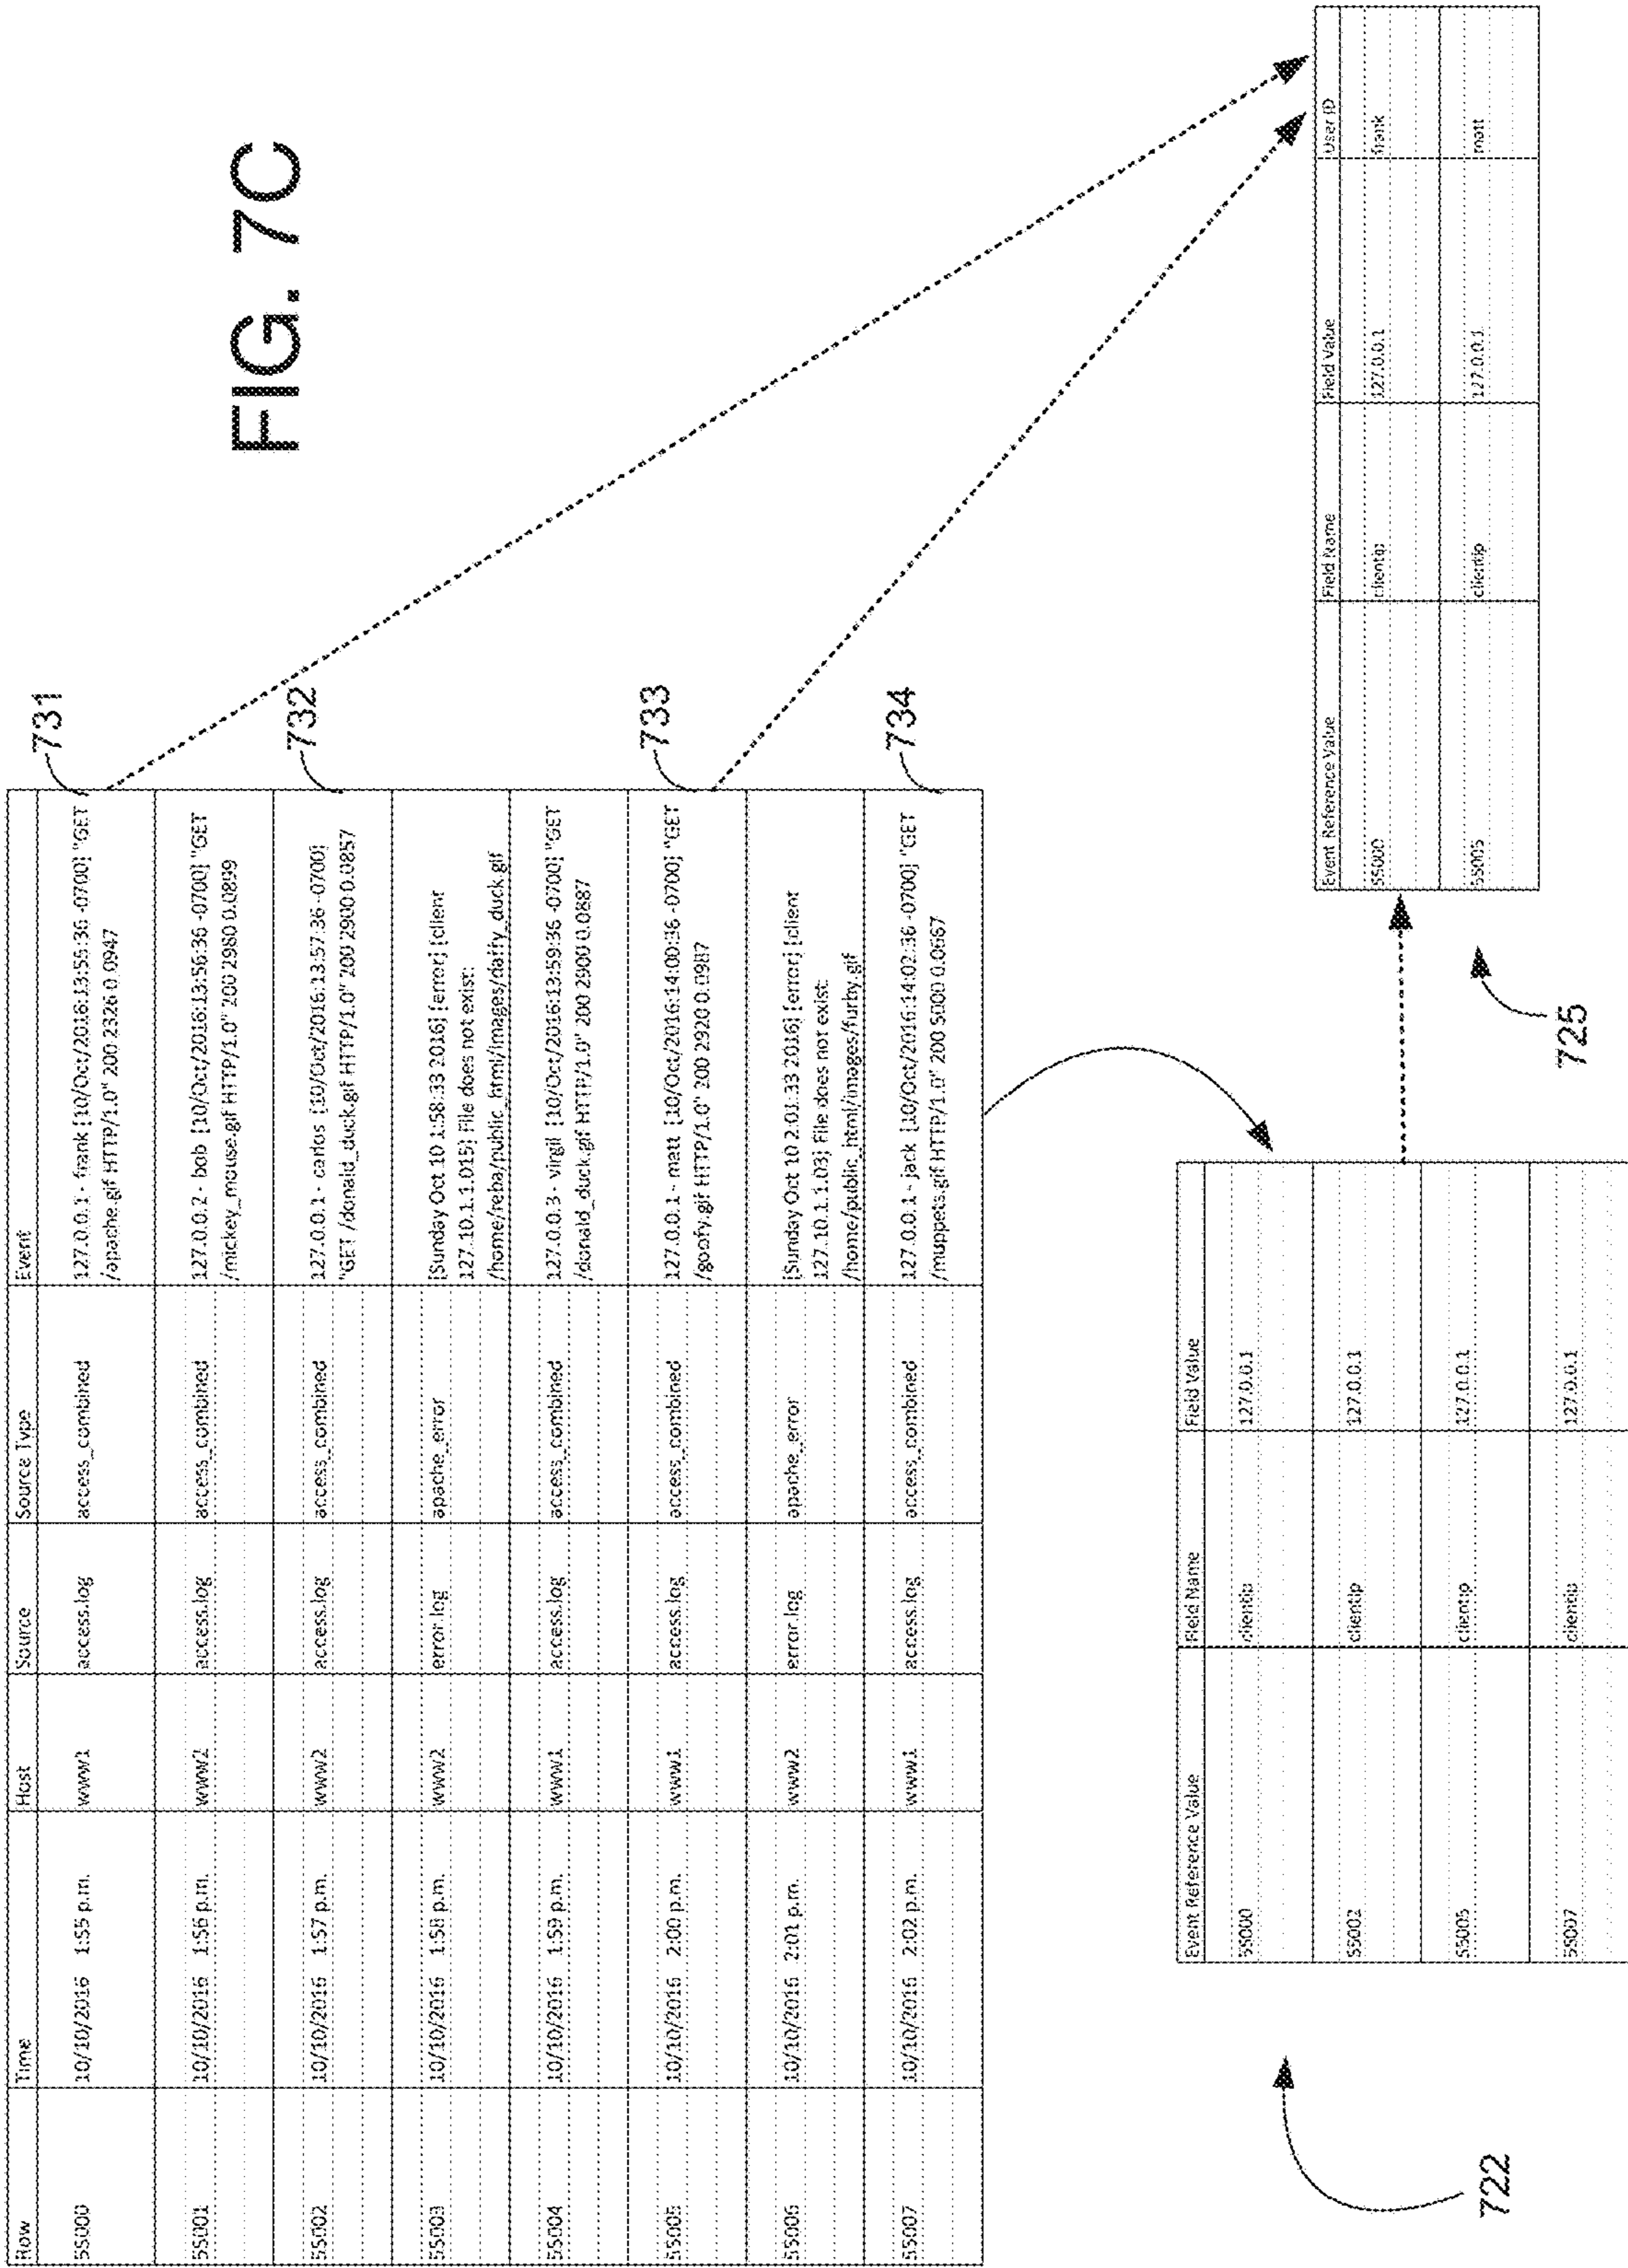 FIG. 7C
Row Time Host Source Source Type Event
55000 10/10/2016 1:55 p.m. www1 access.log access_combined 127.0.0.1 - frank [10/Oct/2016:13:55:36 -0700] "GET
/apache.gif HTTP/1.0" 200 2326 0.0947
731
55001 10/10/2016 1:56 p.m. www2 access.log access_combined 127.0.0.2 - bob [10/Oct/2016:13:56:36 -0700] "GET
/mickey_mouse.gif HTTP/1.0" 200 2980 0.0899
55002 10/10/2016 1:57 p.m. www2 access.log access_combined 127.0.0.1 - carlos [10/Oct/2016:13:57:36 -0700]
"GET /donald_duck.gif HTTP/1.0" 200 2900 0.0857
732
55003 10/10/2016 1:58 p.m. www2 error.log apache_error [Sunday Oct 10 1:58:33 2016] [error] [client
127.10.1.1.015] File does not exist:
/home/reba/public_html/images/daffy_duck.gif
55004 10/10/2016 1:59 p.m. www1 access.log access_combined 127.0.0.3 - virgil [10/Oct/2016:13:59:36 -0700] "GET
/donald_duck.gif HTTP/1.0" 200 2900 0.0887
55005 10/10/2016 2:00 p.m. www1 access.log access_combined 127.0.0.1 - matt [10/Oct/2016:14:00:36 -0700] "GET
/goofy.gif HTTP/1.0" 200 2920 0.0987
733
55006 10/10/2016 2:01 p.m. www2 error.log apache_error [Sunday Oct 10 2:01:33 2016] [error] [client
127.10.1.1.03] File does not exist:
/home/public_html/images/furby.gif
55007 10/10/2016 2:02 p.m. www1 access.log access_combined 127.0.0.1 - jack [10/Oct/2016:14:02:36 -0700] "GET
/muppets.gif HTTP/1.0" 200 5000 0.0667
734
722
Event Reference Value Field Name Field Value
55000 clientip 127.0.0.1
55002 clientip 127.0.0.1
55005 clientip 127.0.0.1
55007 clientip 127.0.0.1
725
Event Reference Value Field Name Field Value User ID
55000 clientip 127.0.0.1 frank
55005 clientip 127.0.0.1 matt